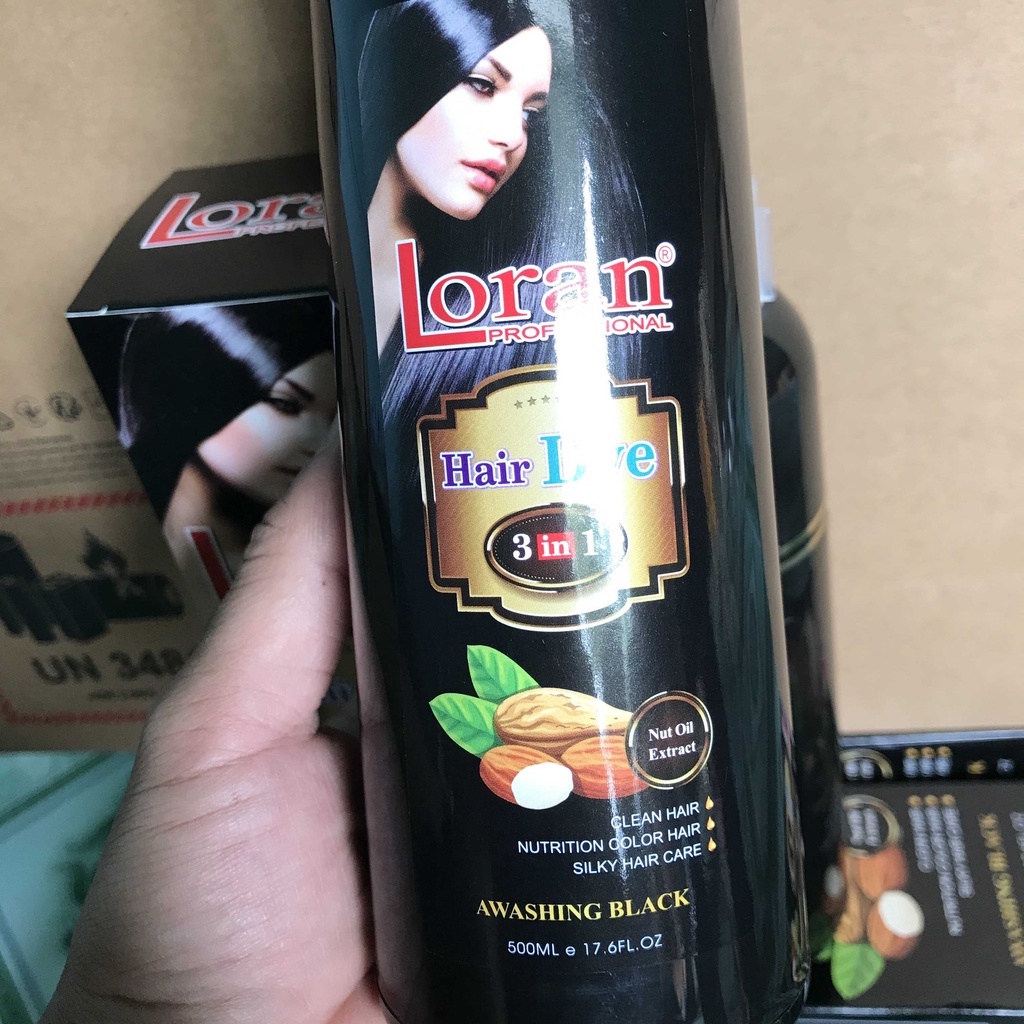 Loran®
PROFESSIONAL
Hair Dye
3 in 1
Nut Oil
Extract
CLEAN HAIR
NUTRITION COLOR HAIR
SILKY HAIR CARE
AWASHING BLACK
500ML e 17.6FL.OZ
UN 348